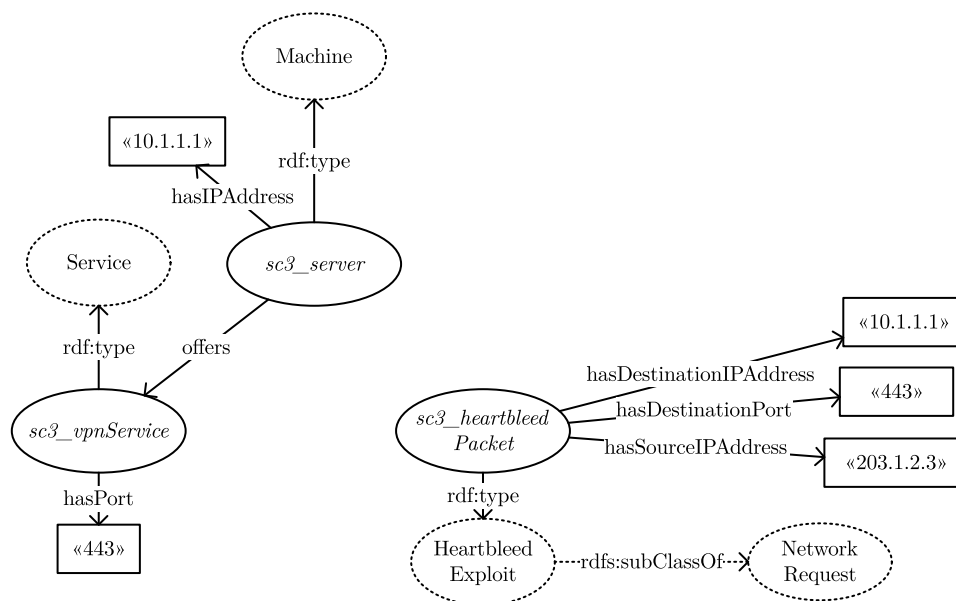 Machine
«10.1.1.1»
rdf:type
hasIPAddress
Service
sc3_server
rdf:type
offers
sc3_vpnService
hasPort
«443»
«10.1.1.1»
hasDestinationIPAddress
hasDestinationPort
«443»
sc3_heartbleed
Packet
hasSourceIPAddress
«203.1.2.3»
rdf:type
Heartbleed
Exploit
rdfs:subClassOf
Network
Request